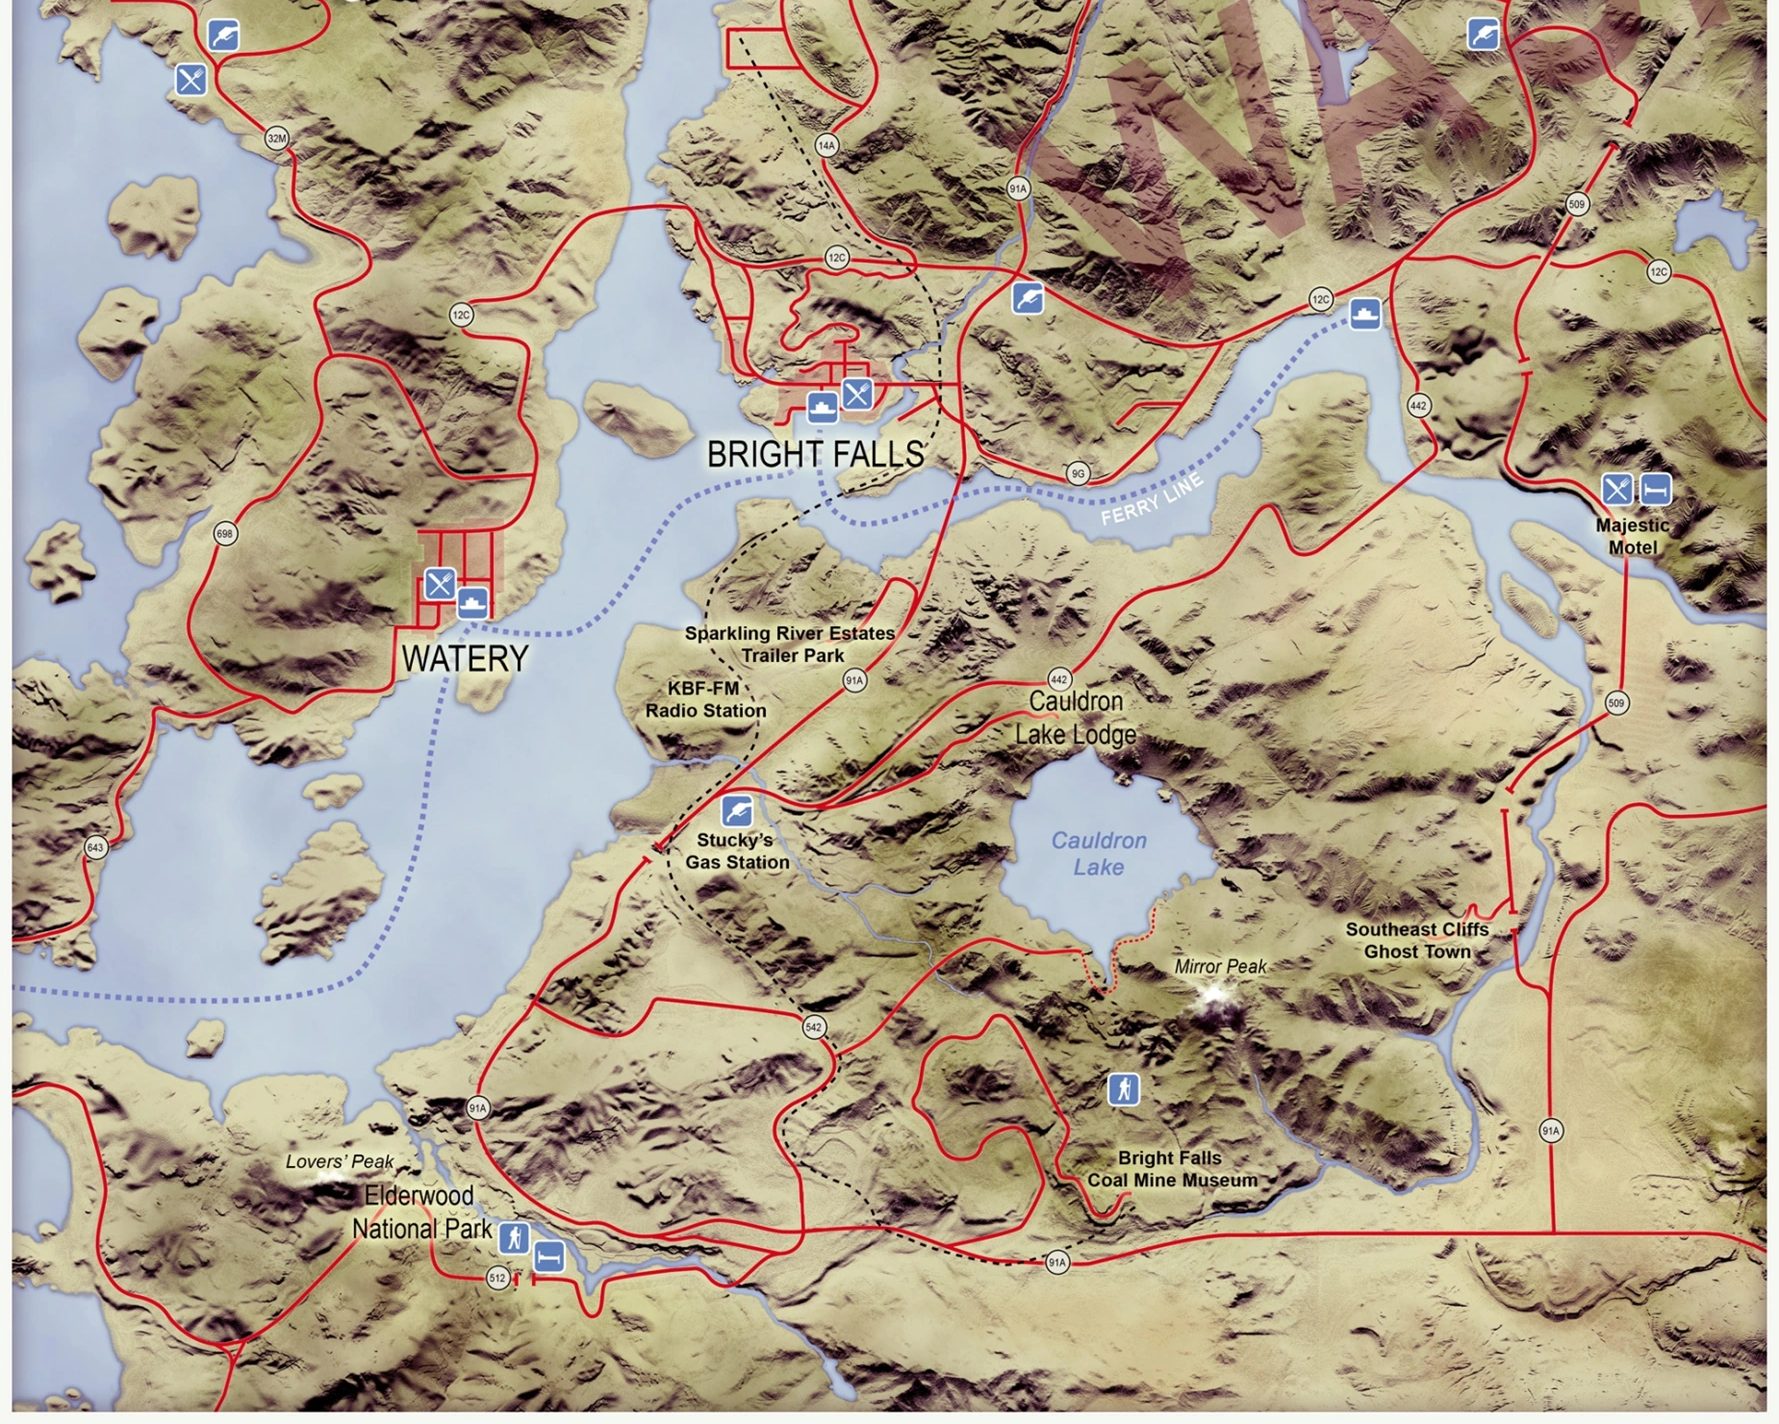 WAS
32M
14A
91A
509
12C
12C
12C
12C
442
BRIGHT FALLS
9G
FERRY LINE
698
Majestic
Motel
WATERY
Sparkling River Estates
Trailer Park
91A
KBF-FM
Radio Station
442
Cauldron
Lake Lodge
509
643
Stucky's
Gas Station
Cauldron
Lake
Southeast Cliffs
Ghost Town
Mirror Peak
542
91A
91A
Lovers' Peak
Bright Falls
Coal Mine Museum
Elderwood
National Park
512
91A